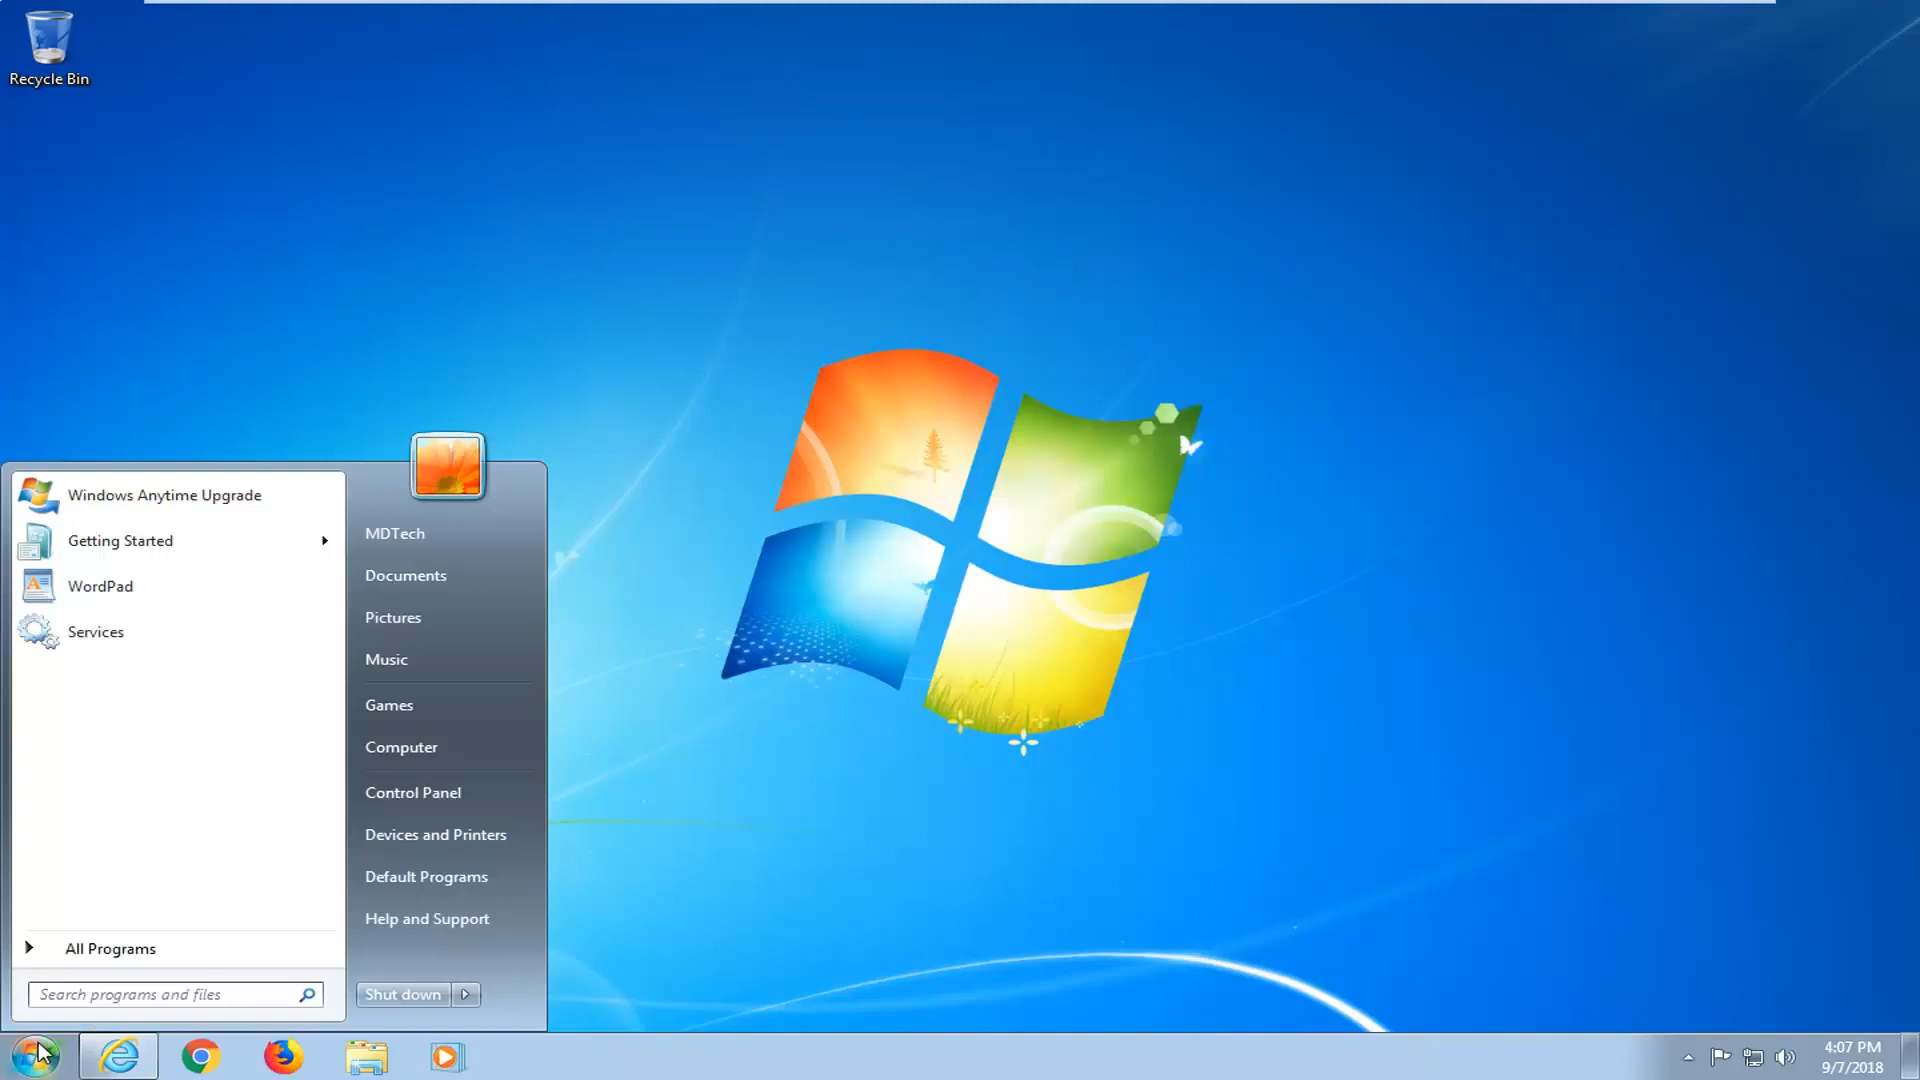 Recycle Bin
Windows Anytime Upgrade
Getting Started
WordPad
Services
All Programs
Search programs and files
MDTech
Documents
Pictures
Music
Games
Computer
Control Panel
Devices and Printers
Default Programs
Help and Support
Shut down
4:07 PM
9/7/2018